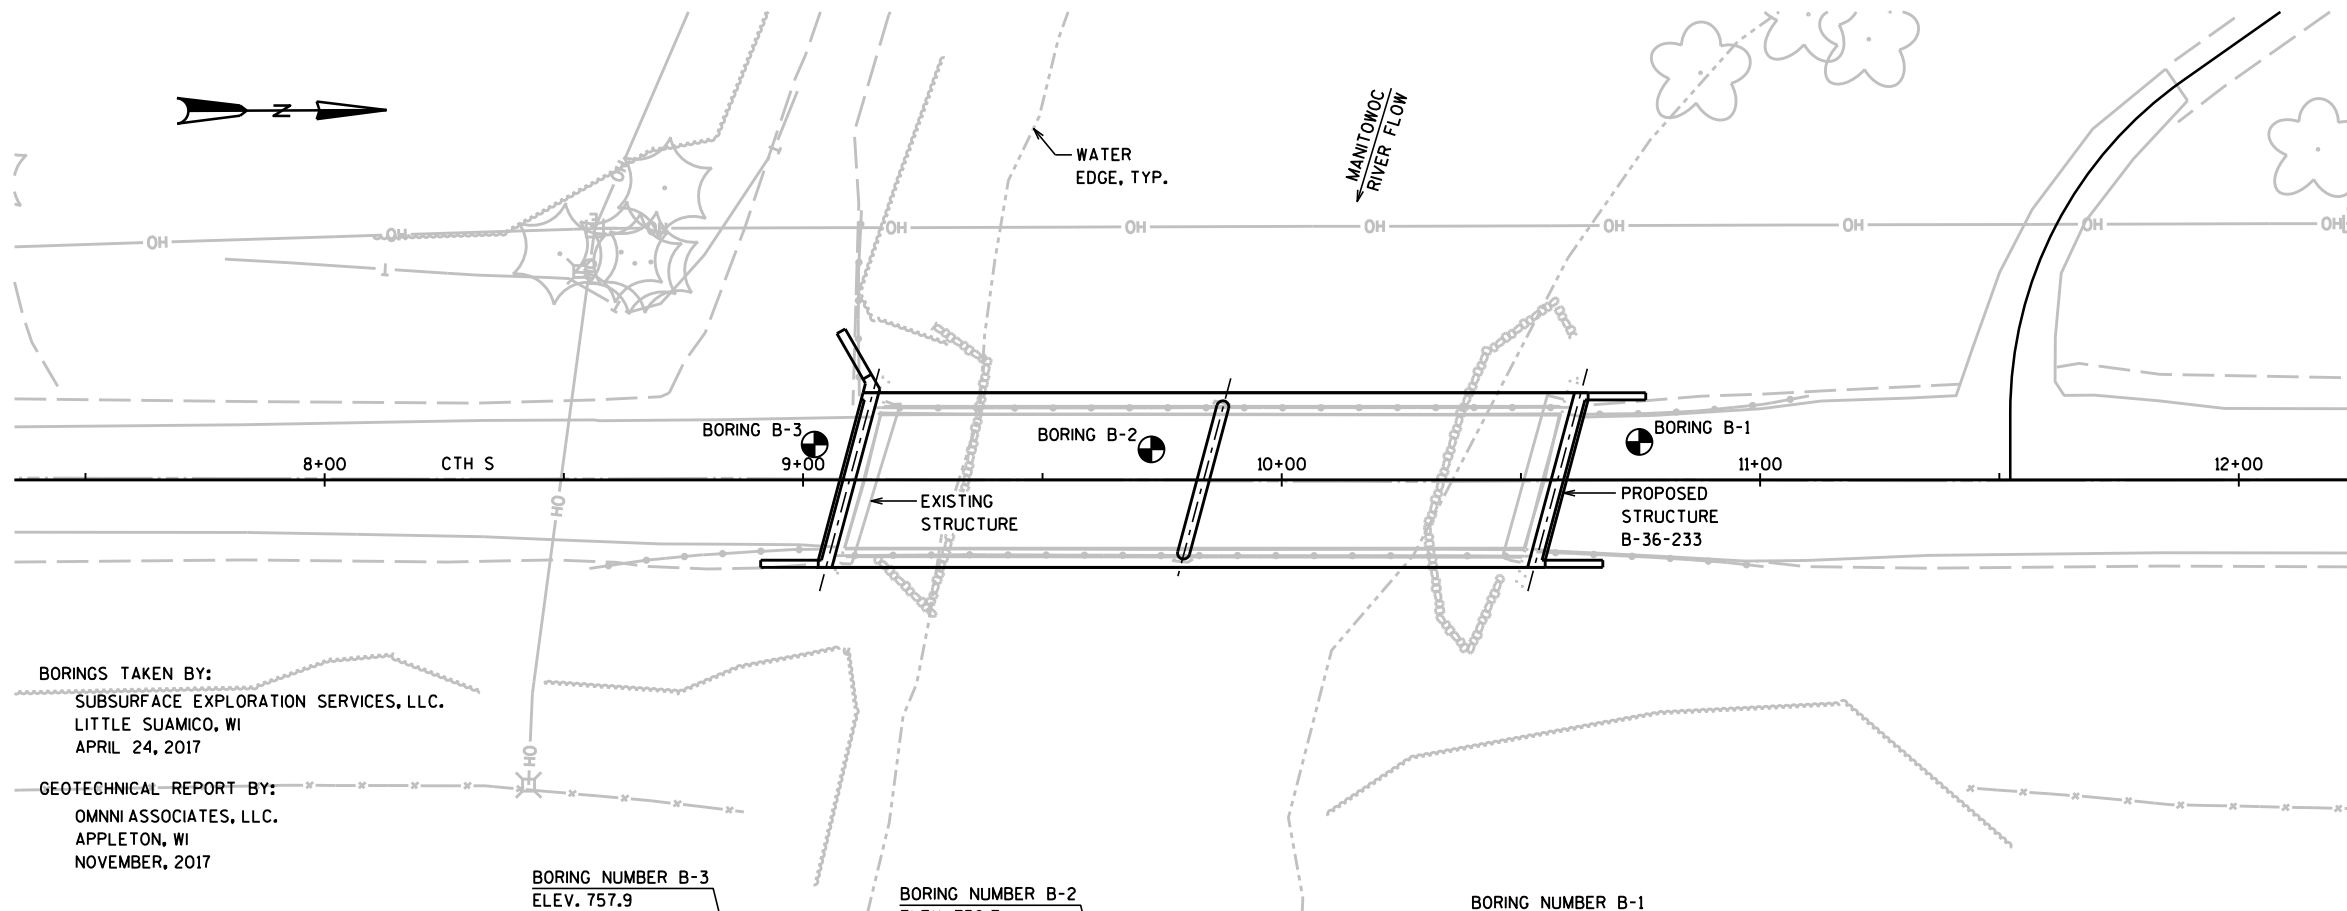 N
WATER
EDGE, TYP.
MANITOWOC
RIVER FLOW
OH
OH
OH
OH
OH
OH
OH
OH
OH
OH
T
T
BORING B-3
BORING B-2
BORING B-1
8+00
CTH S
9+00
10+00
11+00
12+00
OH
EXISTING
STRUCTURE
PROPOSED
STRUCTURE
B-36-233
OH
BORINGS TAKEN BY:
SUBSURFACE EXPLORATION SERVICES, LLC.
LITTLE SUAMICO, WI
APRIL 24, 2017
GEOTECHNICAL REPORT BY:
OMNNI ASSOCIATES, LLC.
APPLETON, WI
NOVEMBER, 2017
BORING NUMBER B-3
ELEV. 757.9
BORING NUMBER B-2
BORING NUMBER B-1